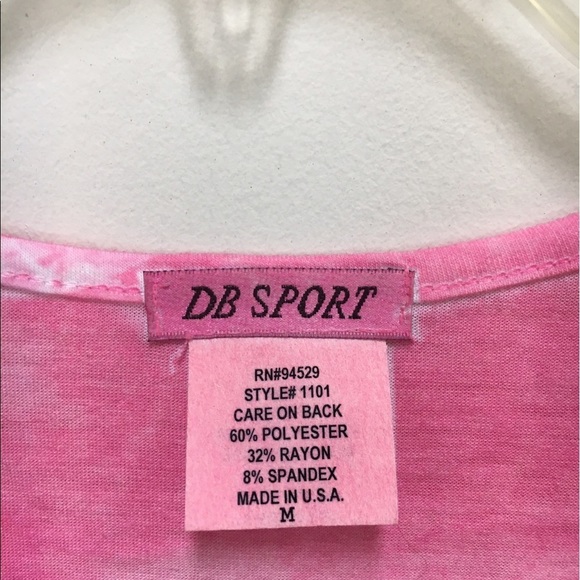 DB SPORT
RN#94529
STYLE# 1101
CARE ON BACK
60% POLYESTER
32% RAYON
8% SPANDEX
MADE IN U.S.A.
M